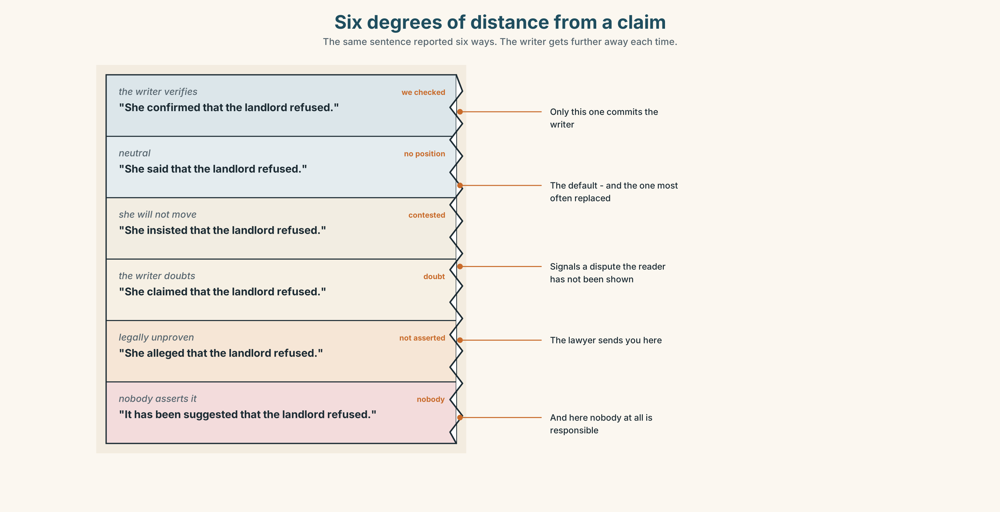 Six degrees of distance from a claim
The same sentence reported six ways. The writer gets further away each time.
the writer verifies
we checked
"She confirmed that the landlord refused."
Only this one commits the
writer
neutral
no position
"She said that the landlord refused."
The default - and the one most
often replaced
she will not move
contested
"She insisted that the landlord refused."
Signals a dispute the reader
has not been shown
the writer doubts
doubt
"She claimed that the landlord refused."
legally unproven
not asserted
"She alleged that the landlord refused."
The lawyer sends you here
nobody asserts it
nobody
"It has been suggested that the landlord refused."
And here nobody at all is
responsible